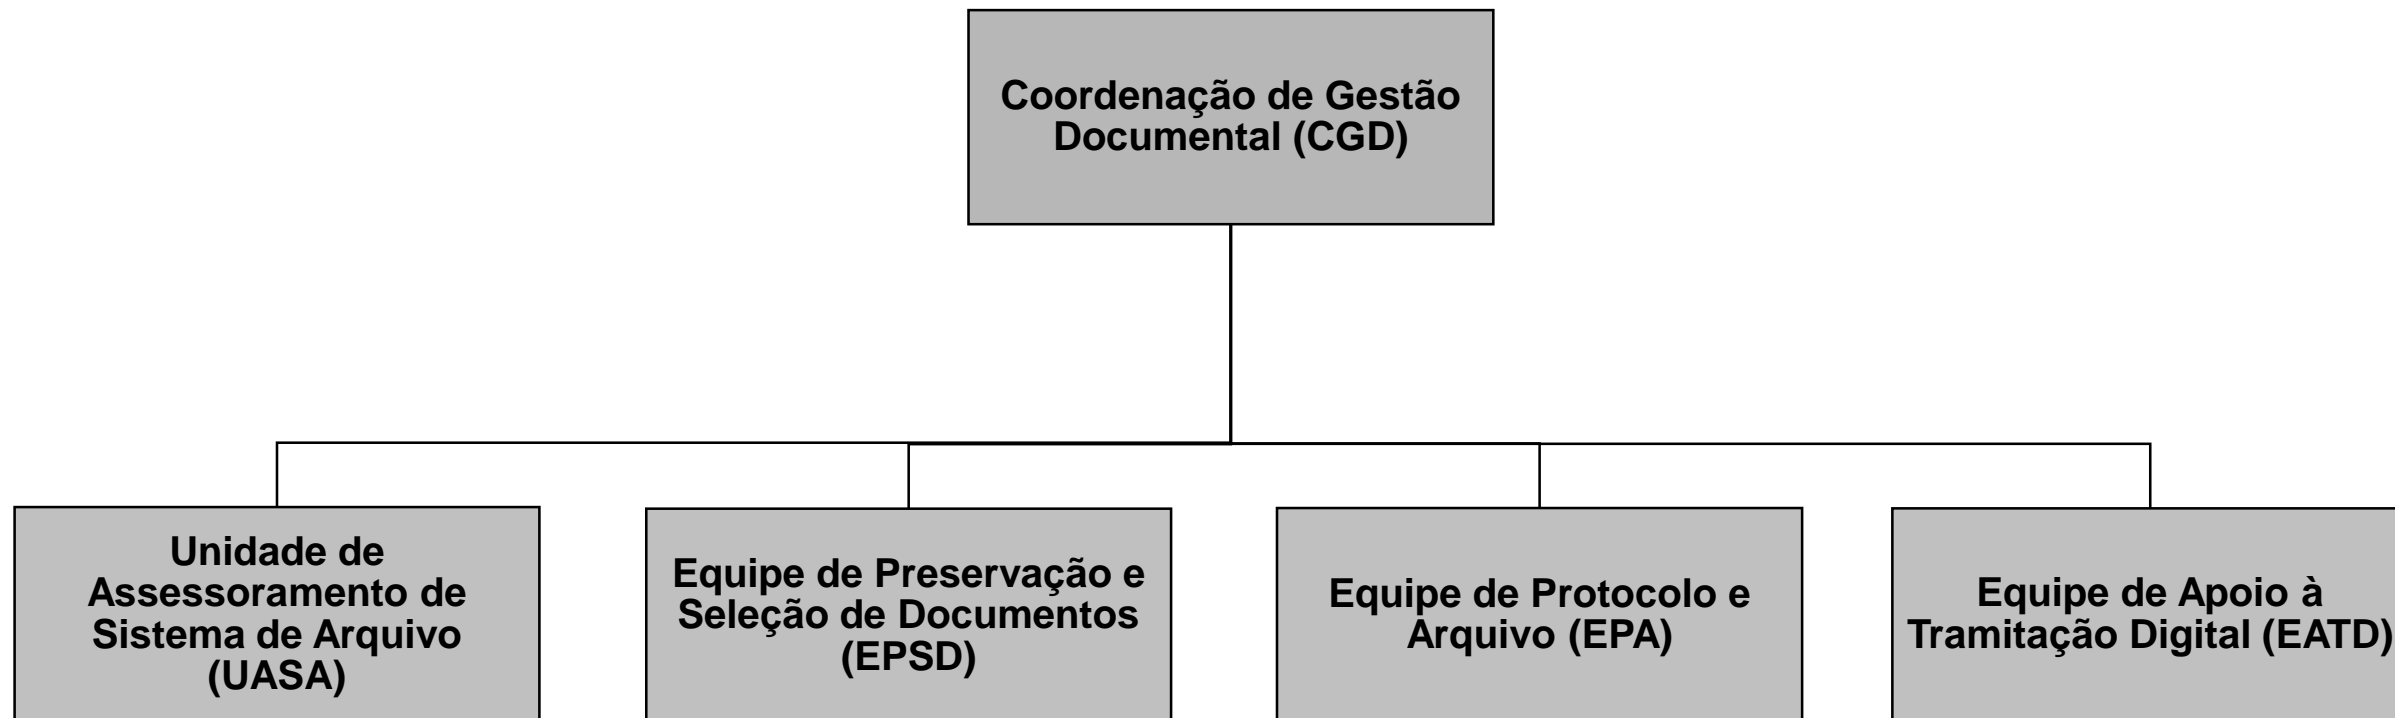 Coordenação de Gestão
Documental (CGD)
Unidade de
Assessoramento de
Sistema de Arquivo
(UASA)
Equipe de Preservação e
Seleção de Documentos
(EPSD)
Equipe de Protocolo e
Arquivo (EPA)
Equipe de Apoio à
Tramitação Digital (EATD)